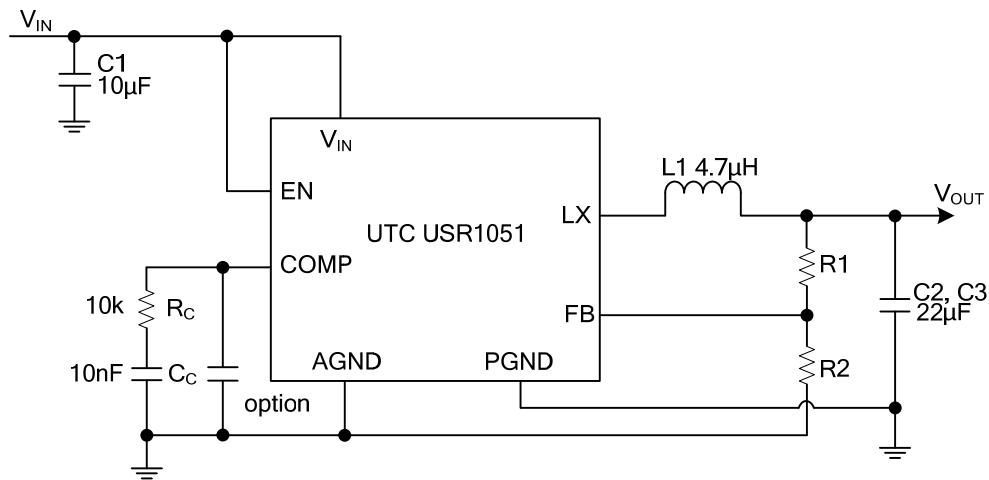 VIN
C1
10µF
VIN
EN
L1 4.7µH
VOUT
LX
UTC USR1051
COMP
R1
10k
RC
C2, C3
22µF
FB
AGND
PGND
10nF
CC
R2
option